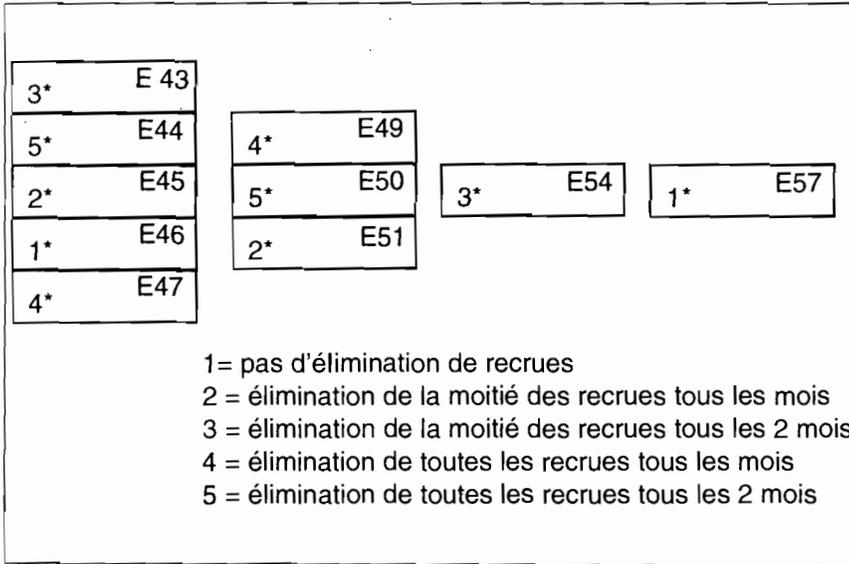 3* E 43
5* E44
2* E45
1* E46
4* E47
4* E49
5* E50
2* E51
3* E54
1* E57
1= pas d'élimination de recrues
2 = élimination de la moitié des recrues tous les mois
3 = élimination de la moitié des recrues tous les 2 mois
4 = élimination de toutes les recrues tous les mois
5 = élimination de toutes les recrues tous les 2 mois